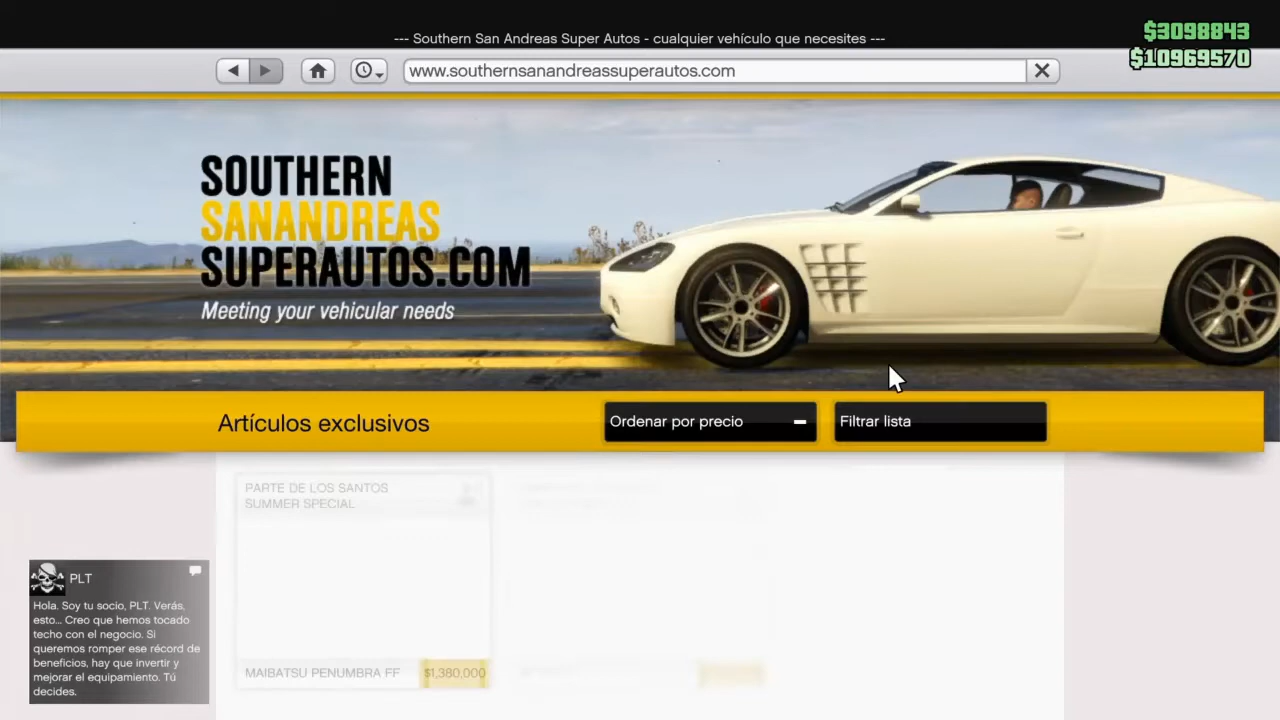 --- Southern San Andreas Super Autos - cualquier vehículo que necesites ---
$3098843
$10969570
www.southernsanandreassuperautos.com
SOUTHERN
SANANDREAS
SUPERAUTOS.COM
Meeting your vehicular needs
Artículos exclusivos
Ordenar por precio
Filtrar lista
PARTE DE LOS SANTOS
SUMMER SPECIAL
MAIBATSU PENUMBRA FF
$1,380,000
PLT
Hola. Soy tu socio, PLT. Verás,
esto... Creo que hemos tocado
techo con el negocio. Si
queremos romper ese récord de
beneficios, hay que invertir y
mejorar el equipamiento. Tú
decides.